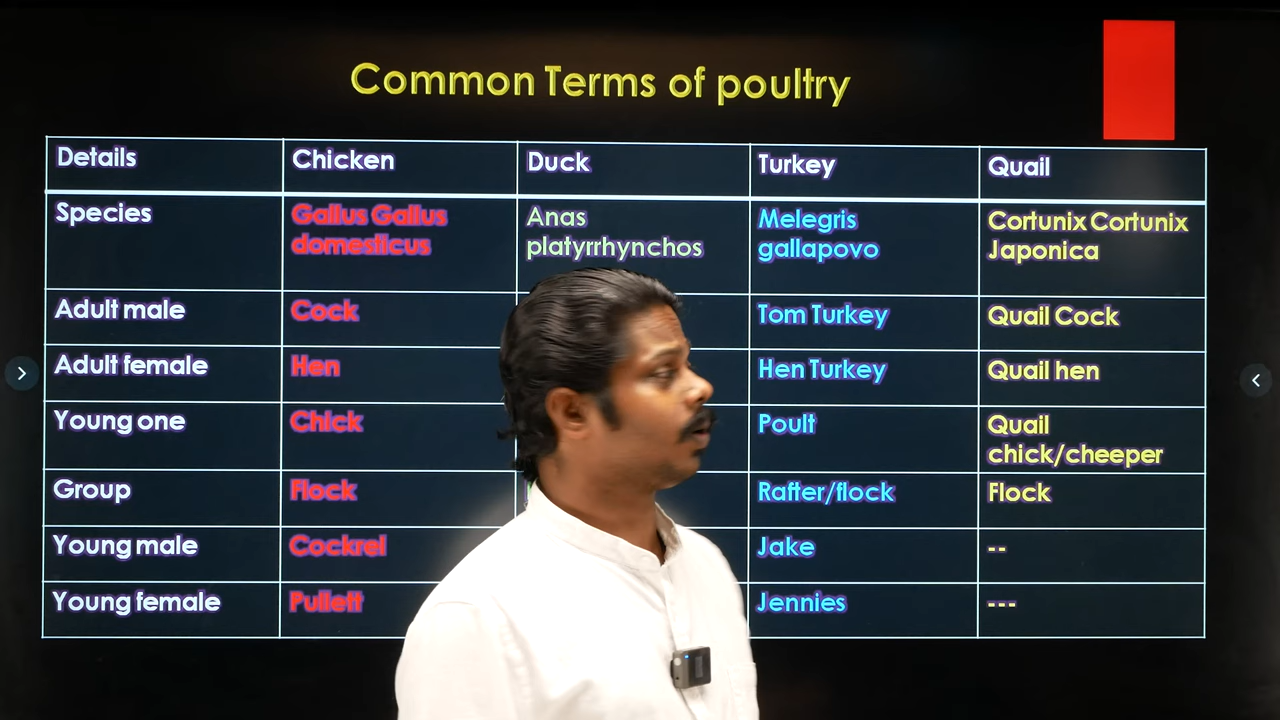 Common Terms of poultry
Details Chicken Duck Turkey Quail
Species Gallus Gallus Anas Melegris Cortunix Cortunix
domesticus platyrrhynchos gallapovo Japonica
Adult male Cock Tom Turkey Quail Cock
Adult female Hen Hen Turkey Quail hen
Young one Chick Poult Quail
chick/cheeper
Group Flock Rafter/flock Flock
Young male Cockrel Jake --
Young female Pullett Jennies ---